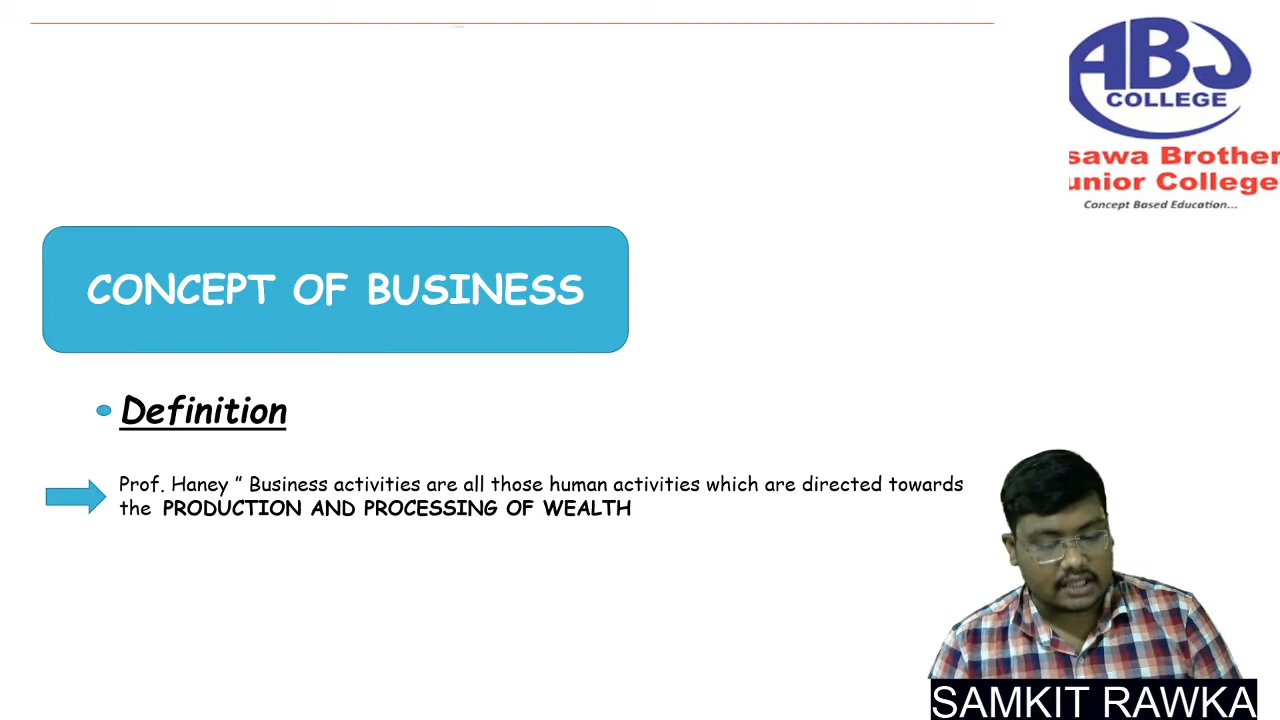 ABJ
COLLEGE
sawa Brother
unior College
Concept Based Education...
CONCEPT OF BUSINESS
Definition
Prof. Haney " Business activities are all those human activities which are directed towards
the PRODUCTION AND PROCESSING OF WEALTH
SAMKIT RAWKA